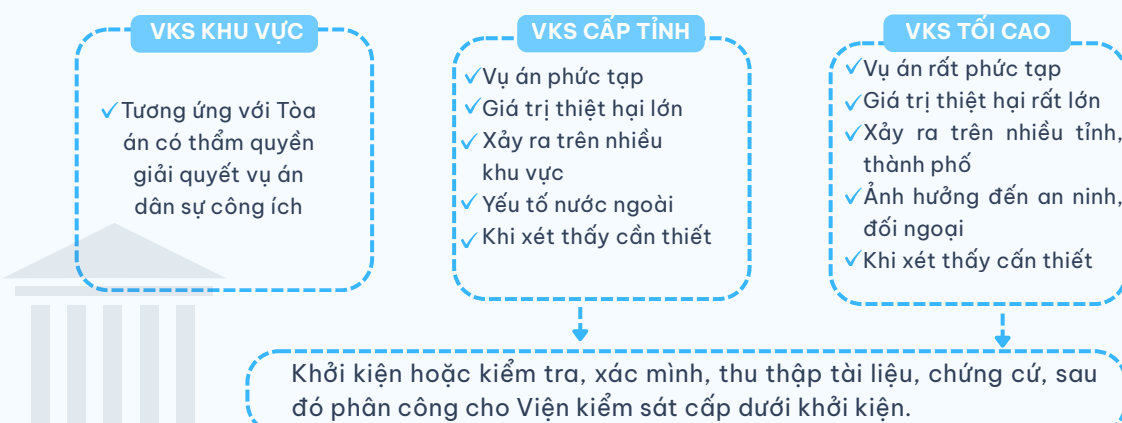 VKS KHU VỰC
Tương ứng với Tòa
án có thẩm quyền
giải quyết vụ án
dân sự công ích
VKS CẤP TỈNH
Vụ án phức tạp
Giá trị thiệt hại lớn
Xảy ra trên nhiều
khu vực
Yếu tố nước ngoài
Khi xét thấy cần thiết
VKS TỐI CAO
Vụ án rất phức tạp
Giá trị thiệt hại rất lớn
Xảy ra trên nhiều tỉnh,
thành phố
Ảnh hưởng đến an ninh,
đối ngoại
Khi xét thấy cấn thiết
Khởi kiện hoặc kiểm tra, xác mình, thu thập tài liệu, chứng cứ, sau
đó phân công cho Viện kiểm sát cấp dưới khởi kiện.